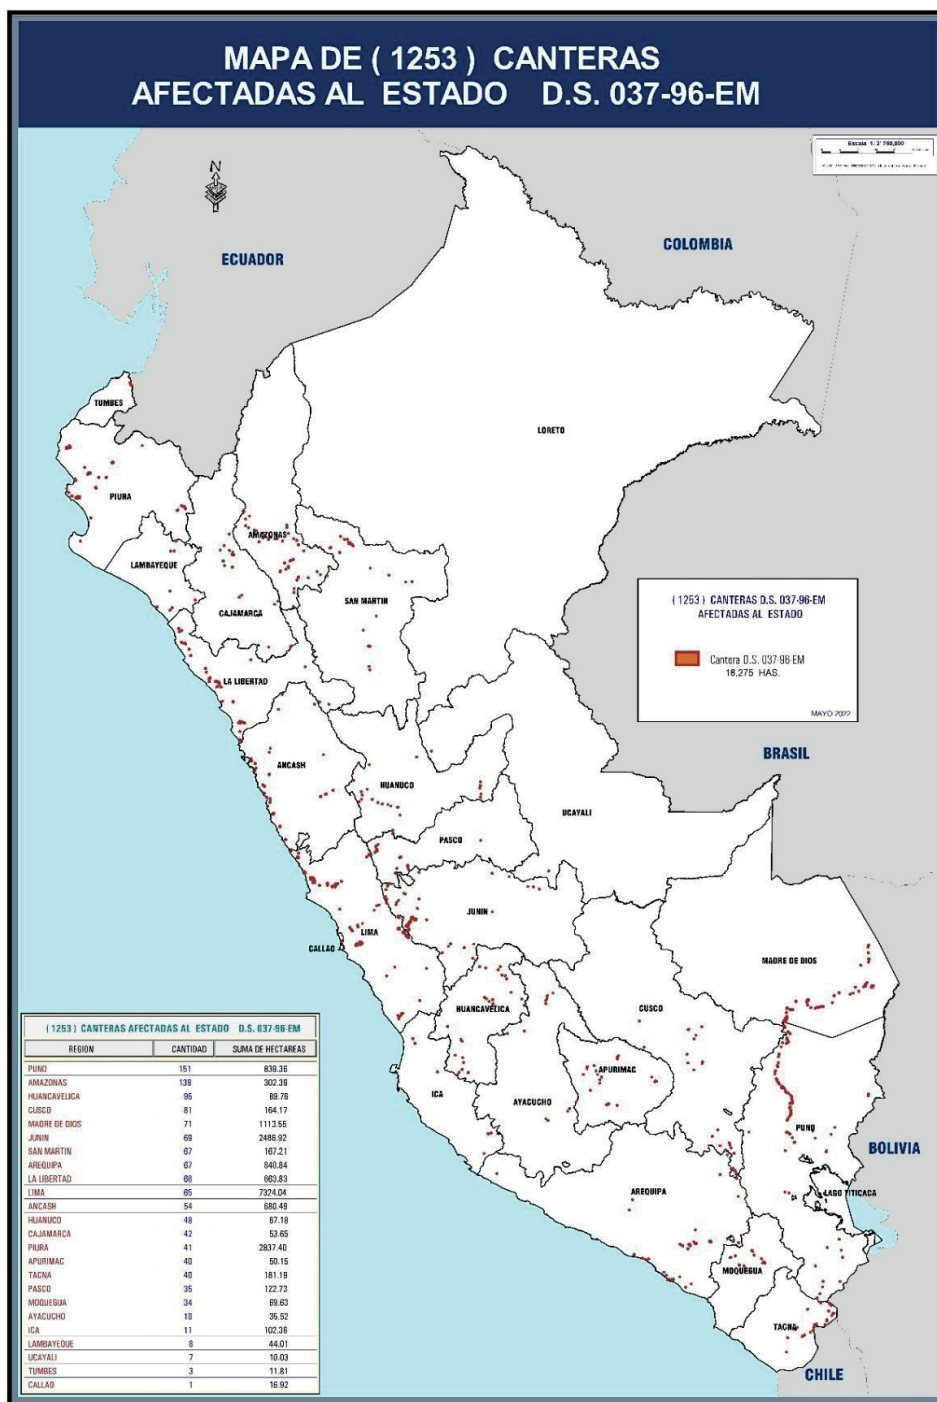 MAPA DE ( 1253 ) CANTERAS
AFECTADAS AL ESTADO D.S. 037-96-EM
N
ECUADOR
COLOMBIA
TUMBES
LORETO
PIURA
AMAZONAS
LAMBAYEQUE
SAN MARTIN
CAJAMARCA
( 1253 ) CANTERAS D.S. 037-96-EM
AFECTADAS AL ESTADO
Cantera D.S. 037-96-EM
18,275 HAS.
MAYO 2022
LA LIBERTAD
BRASIL
ANCASH
HUANUCO
UCAYALI
PASCO
JUNIN
LIMA
CALLAO
MADRE DE DIOS
HUANCAVELICA
CUSCO
APURIMAC
ICA
AYACUCHO
PUNO
BOLIVIA
AREQUIPA
LAGO TITICACA
MOQUEGUA
TACNA
CHILE
( 1253 ) CANTERAS AFECTADAS AL ESTADO D.S. 037-96-EM
REGION CANTIDAD SUMA DE HECTAREAS
PUNO 151 639.36
AMAZONAS 139 302.39
HUANCAVELICA 95 89.76
CUSCO 81 164.17
MADRE DE DIOS 71 1113.55
JUNIN 69 2486.92
SAN MARTIN 67 167.21
AREQUIPA 67 840.84
LA LIBERTAD 66 663.83
LIMA 65 7324.04
ANCASH 54 680.49
HUANUCO 48 67.18
CAJAMARCA 42 53.65
PIURA 41 2837.40
APURIMAC 40 50.15
TACNA 40 181.19
PASCO 35 122.73
MOQUEGUA 34 69.63
AYACUCHO 18 35.52
ICA 11 102.36
LAMBAYEQUE 8 44.01
UCAYALI 7 10.03
TUMBES 3 11.81
CALLAO 1 16.92